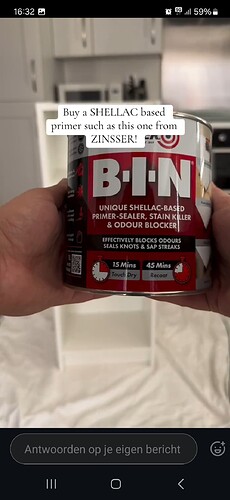 16:32
59%
Buy a SHELLAC based
primer such as this one from
ZINSSER!
B·I·N
UNIQUE SHELLAC-BASED
PRIMER-SEALER, STAIN KILLER
& ODOUR BLOCKER
EFFECTIVELY BLOCKS ODOURS
SEALS KNOTS & SAP STREAKS
15 Mins
Touch Dry
45 Mins
Recoat
Antwoorden op je eigen bericht